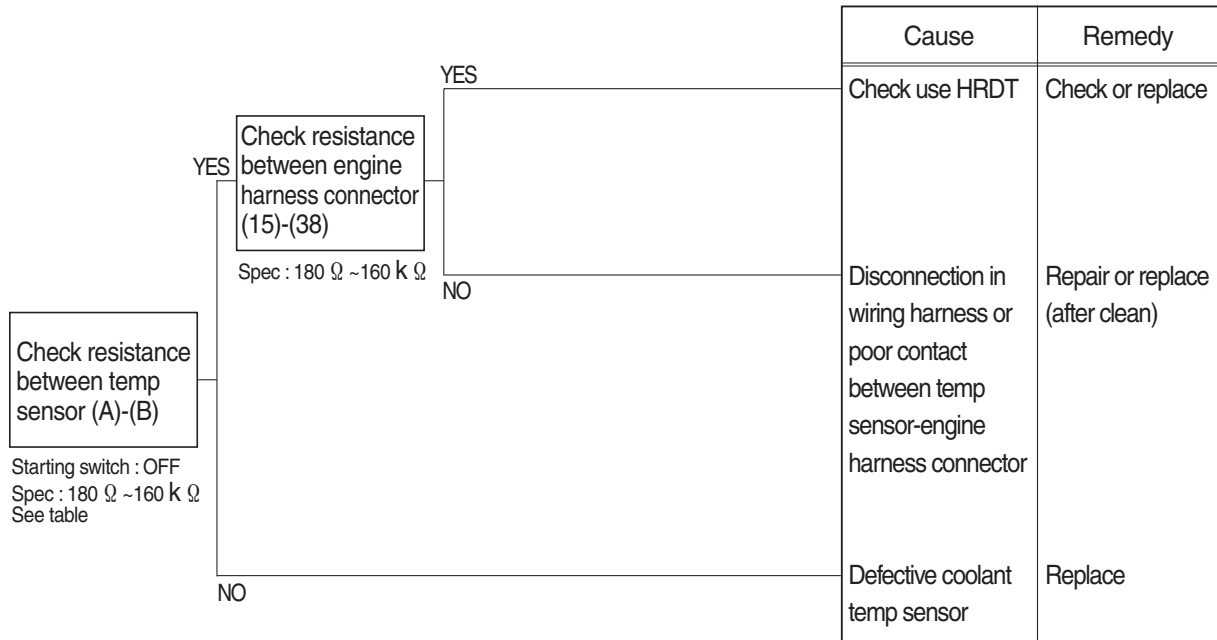 Cause
Remedy
YES
Check use HRDT
Check or replace
Check resistance
between engine
harness connector
(15)-(38)
YES
Spec : 180 Ω ~160 k Ω
NO
Disconnection in
wiring harness or
poor contact
between temp
sensor-engine
harness connector
Repair or replace
(after clean)
Check resistance
between temp
sensor (A)-(B)
Starting switch : OFF
Spec : 180 Ω ~160 k Ω
See table
NO
Defective coolant
temp sensor
Replace